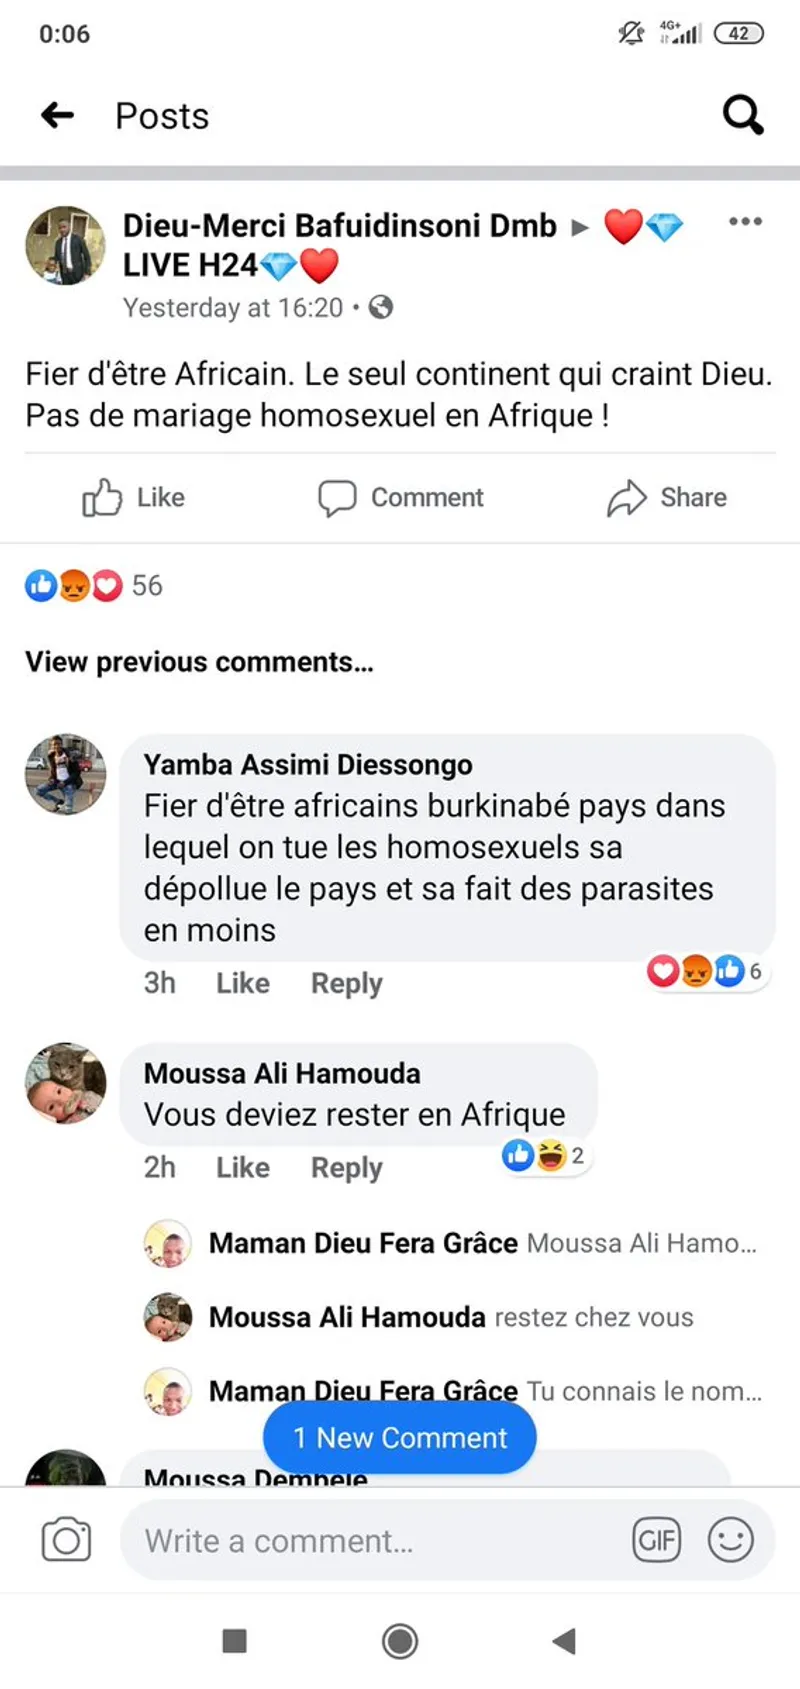 0:06
4G+
42
Posts
Dieu-Merci Bafuidinsoni Dmb ▸ ❤️💎
LIVE H24💎❤️
Yesterday at 16:20 •
Fier d'être Africain. Le seul continent qui craint Dieu.
Pas de mariage homosexuel en Afrique !
Like
Comment
Share
56
View previous comments...
Yamba Assimi Diessongo
Fier d'être africains burkinabé pays dans
lequel on tue les homosexuels sa
dépollue le pays et sa fait des parasites
en moins
3h Like Reply
6
Moussa Ali Hamouda
Vous deviez rester en Afrique
2h Like Reply
2
Maman Dieu Fera Grâce Moussa Ali Hamo...
Moussa Ali Hamouda restez chez vous
Maman Dieu Fera Grâce Tu connais le nom...
1 New Comment
Moussa Dembele
Write a comment...
GIF